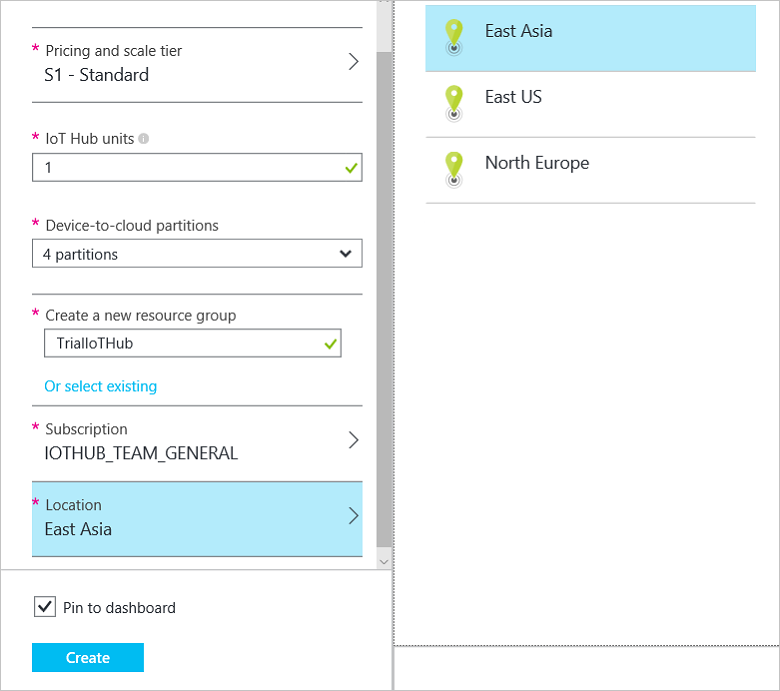 * Pricing and scale tier
S1 - Standard
* IoT Hub units
1
* Device-to-cloud partitions
4 partitions
* Create a new resource group
TrialIoTHub
Or select existing
* Subscription
IOTHUB_TEAM_GENERAL
* Location
East Asia
Pin to dashboard
Create
East Asia
East US
North Europe